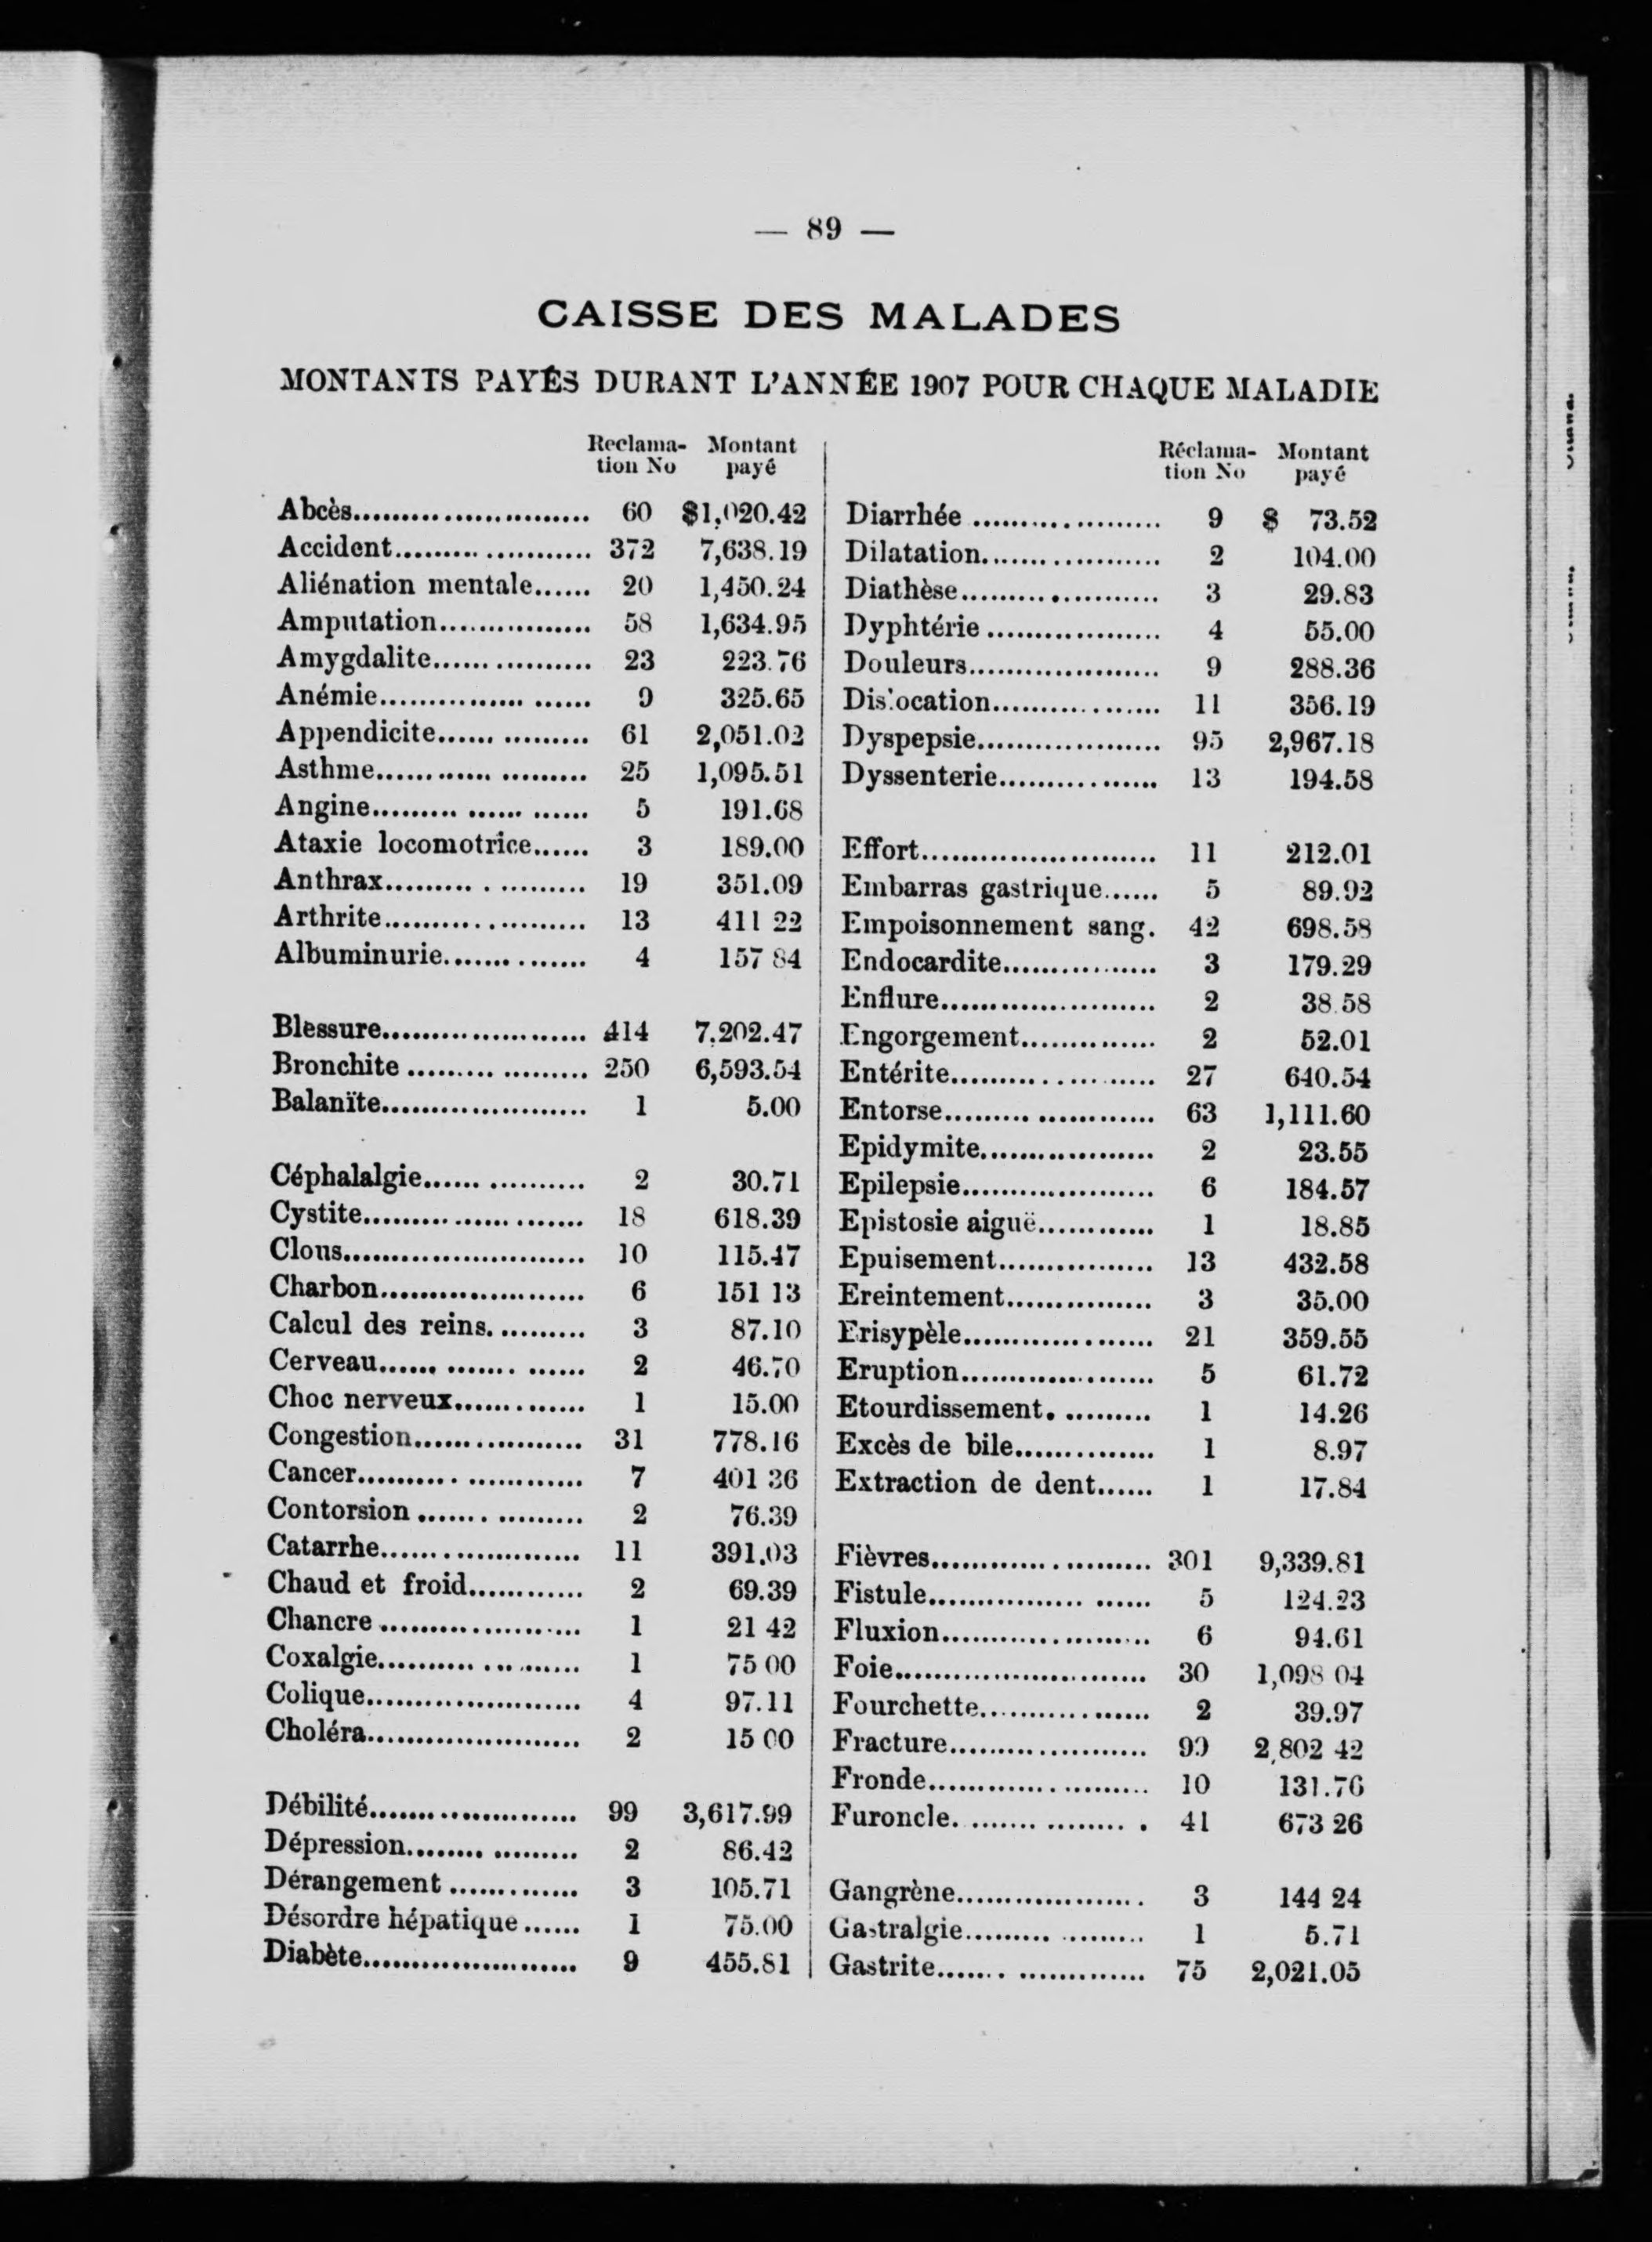 — 89 —
CAISSE DES MALADES
MONTANTS PAYÉS DURANT L'ANNÉE 1907 POUR CHAQUE MALADIE
Reclama- Montant
tion No payé
Abcès.......................... 60 $1,020.42
Accident..................... 372 7,638.19
Aliénation mentale...... 20 1,450.24
Amputation................ 58 1,634.95
Amygdalite................. 23 223.76
Anémie...................... 9 325.65
Appendicite................ 61 2,051.02
Asthme...................... 25 1,095.51
Angine....................... 5 191.68
Ataxie locomotrice...... 3 189.00
Anthrax..................... 19 351.09
Arthrite...................... 13 411 22
Albuminurie............... 4 157 84
Blessure...................... 414 7,202.47
Bronchite ................... 250 6,593.54
Balanïte...................... 1 5.00
Céphalalgie................. 2 30.71
Cystite........................ 18 618.39
Clous.......................... 10 115.47
Charbon...................... 6 151 13
Calcul des reins........... 3 87.10
Cerveau...................... 2 46.70
Choc nerveux.............. 1 15.00
Congestion.................. 31 778.16
Cancer........................ 7 401 36
Contorsion ................. 2 76.39
Catarrhe..................... 11 391.03
Chaud et froid............ 2 69.39
Chancre ..................... 1 21 42
Coxalgie..................... 1 75 00
Colique....................... 4 97.11
Choléra....................... 2 15 00
Débilité....................... 99 3,617.99
Dépression.................. 2 86.42
Dérangement .............. 3 105.71
Désordre hépatique ...... 1 75.00
Diabète....................... 9 455.81
Réclama- Montant
tion No payé
Diarrhée .................... 9 $ 73.52
Dilatation................... 2 104.00
Diathèse..................... 3 29.83
Dyphtérie ................... 4 55.00
Douleurs.................... 9 288.36
Dislocation.................. 11 356.19
Dyspepsie.................... 95 2,967.18
Dyssenterie................. 13 194.58
Effort......................... 11 212.01
Embarras gastrique...... 5 89.92
Empoisonnement sang. 42 698.58
Endocardite................. 3 179.29
Enflure....................... 2 38.58
Engorgement.............. 2 52.01
Entérite...................... 27 640.54
Entorse....................... 63 1,111.60
Epidymite................... 2 23.55
Epilepsie..................... 6 184.57
Epistosie aiguë............ 1 18.85
Epuisement................. 13 432.58
Ereintement................ 3 35.00
Erisypèle.................... 21 359.55
Eruption..................... 5 61.72
Etourdissement........... 1 14.26
Excès de bile............... 1 8.97
Extraction de dent...... 1 17.84
Fièvres....................... 301 9,339.81
Fistule........................ 5 124.23
Fluxion....................... 6 94.61
Foie........................... 30 1,098 04
Fourchette.................. 2 39.97
Fracture..................... 99 2,802 42
Fronde........................ 10 131.76
Furoncle..................... 41 673 26
Gangrène.................... 3 144 24
Gastralgie................... 1 5.71
Gastrite...................... 75 2,021.05